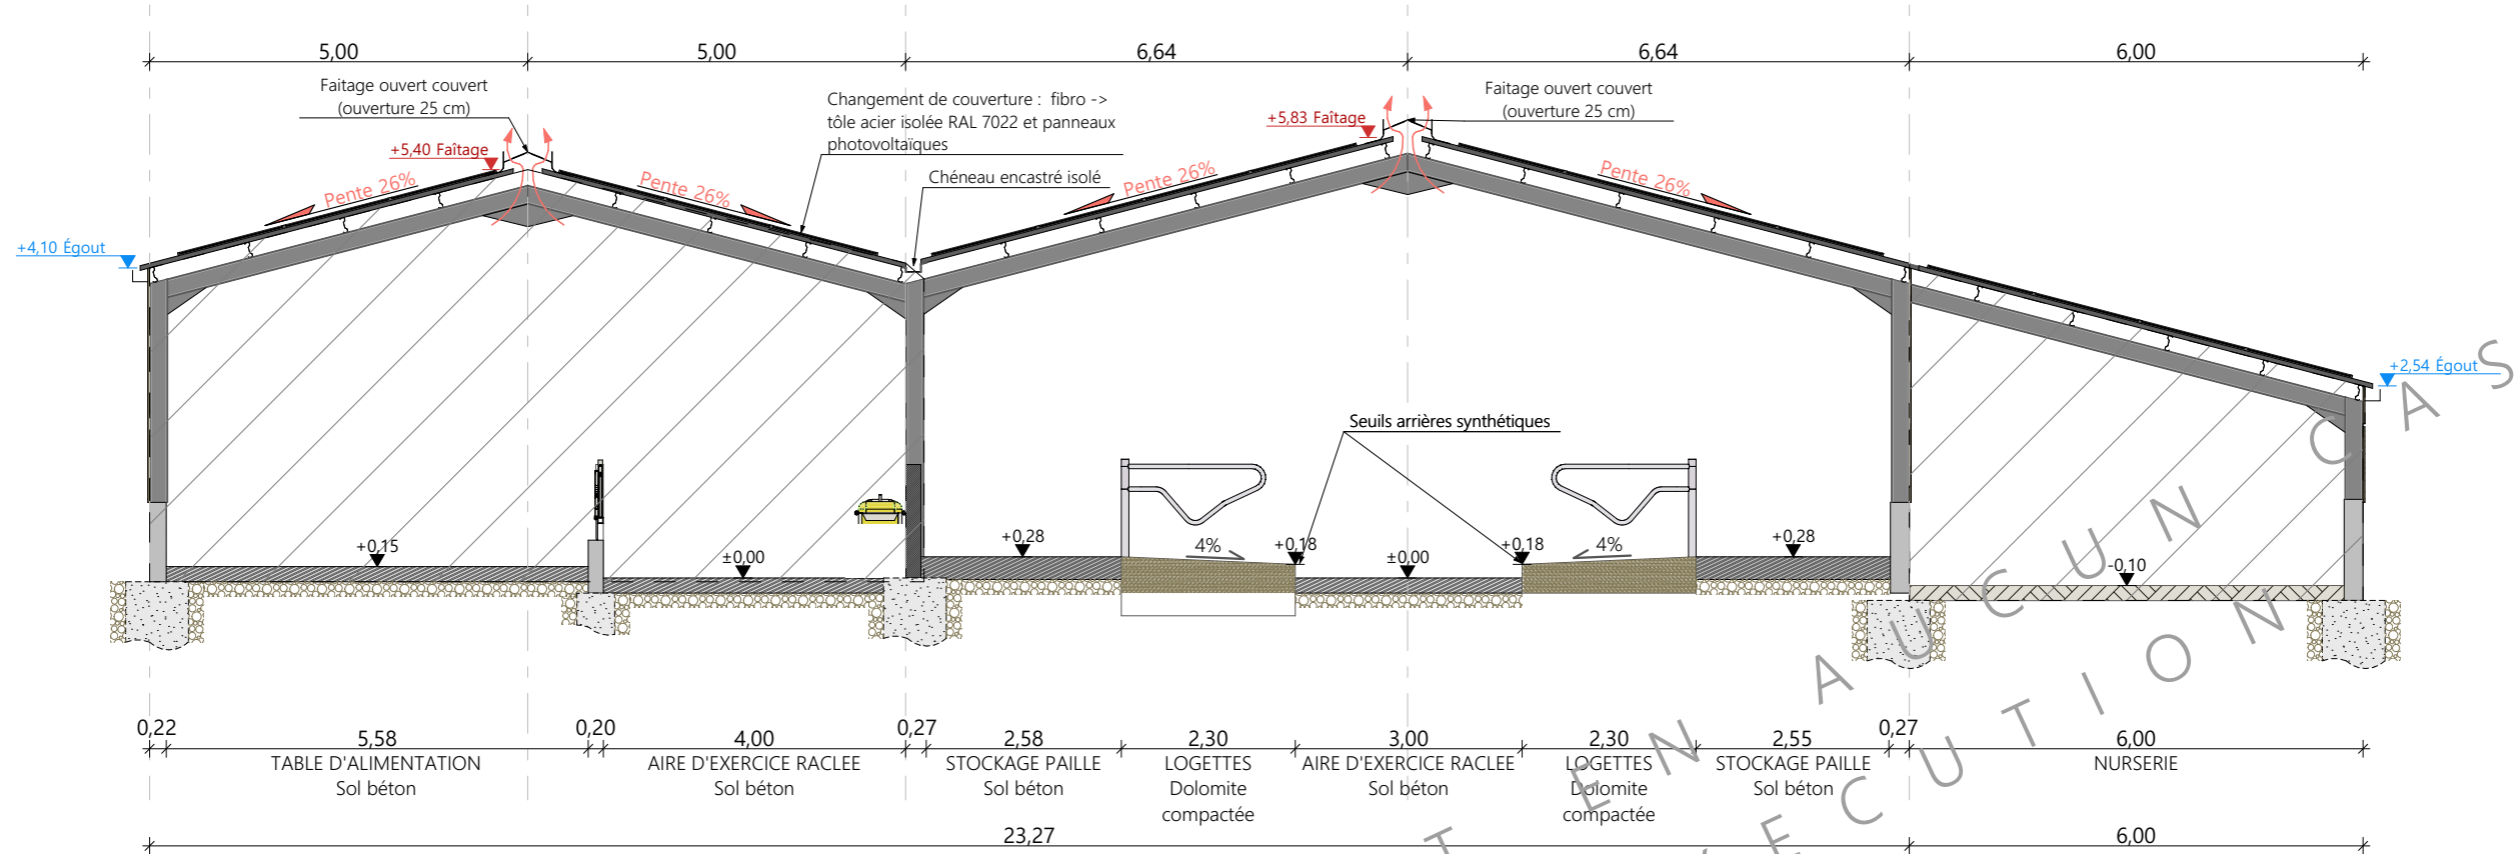 5,00
5,00
6,64
6,64
6,00
Faitage ouvert couvert
(ouverture 25 cm)
Changement de couverture : fibro ->
tôle acier isolée RAL 7022 et panneaux
photovoltaïques
Chéneau encastré isolé
Faitage ouvert couvert
(ouverture 25 cm)
+5,40 Faîtage
+5,83 Faîtage
Pente 26%
Pente 26%
Pente 26%
Pente 26%
+4,10 Égout
+2,54 Égout
Seuils arrières synthétiques
+0,15
±0,00
+0,28
4%
+0,18
±0,00
+0,18
4%
+0,28
-0,10
0,22
5,58
0,20
4,00
0,27
2,58
2,30
3,00
2,30
2,55
0,27
6,00
TABLE D'ALIMENTATION
Sol béton
AIRE D'EXERCICE RACLEE
Sol béton
STOCKAGE PAILLE
Sol béton
LOGETTES
Dolomite
compactée
AIRE D'EXERCICE RACLEE
Sol béton
LOGETTES
Dolomite
compactée
STOCKAGE PAILLE
Sol béton
NURSERIE
23,27
6,00
EN AUCUN CAS